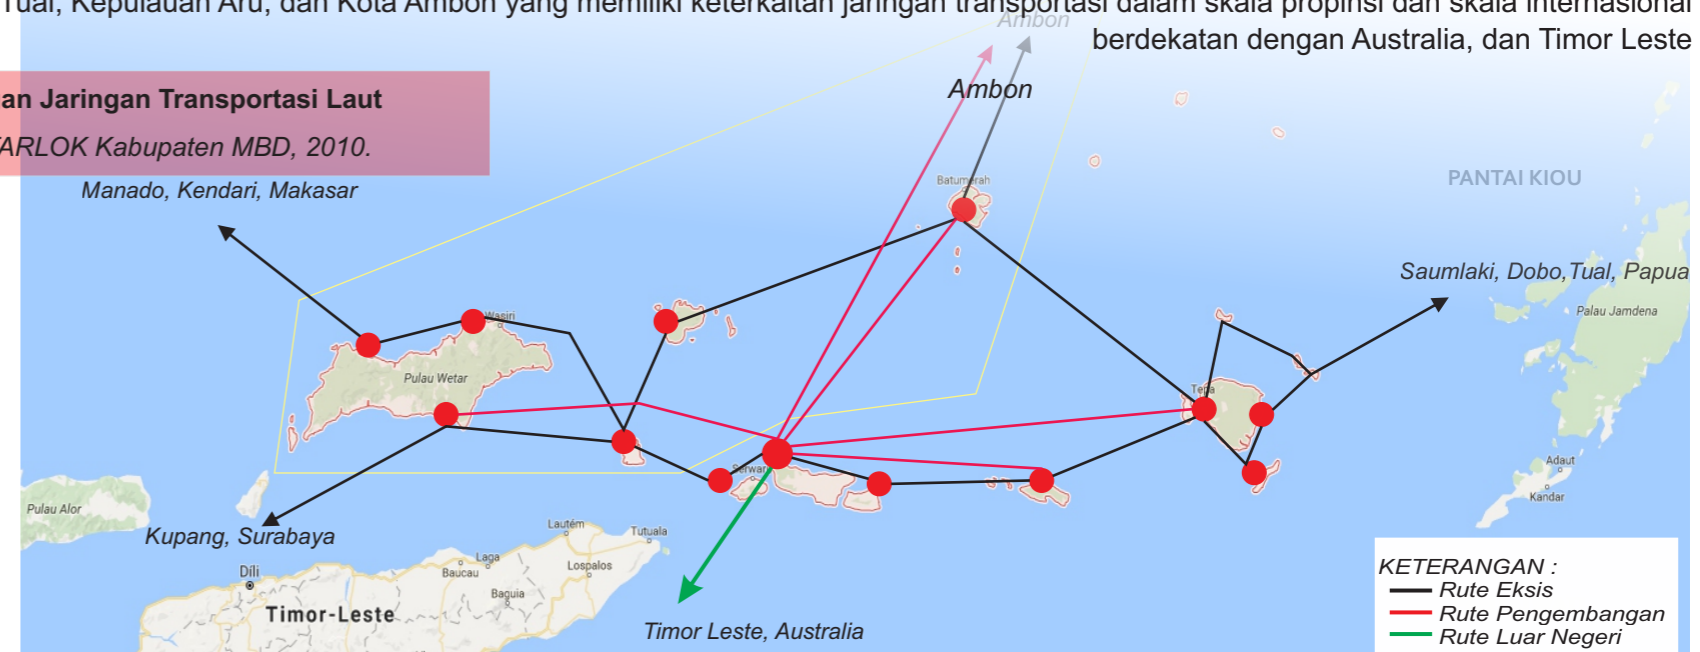 Tual, Kepulauan Aru, dan Kota Ambon yang memiliki keterkaitan jaringan transportasi dalam skala propinsi dan skala internasional
berdekatan dengan Australia, dan Timor Leste
Ambon
Ambon
an Jaringan Transportasi Laut
ARLOK Kabupaten MBD, 2010.
Manado, Kendari, Makasar
Batumerah
PANTAI KIOU
Saumlaki, Dobo,Tual, Papua
Palau Jamdena
Wasiri
Pulau Wetar
Tepa
Serwaru
Adaut
Kandar
Pulau Alor
Kupang, Surabaya
Lautém
Tutuala
Laga
Lospalos
Baucau
Díli
Baguia
Timor-Leste
Timor Leste, Australia
KETERANGAN :
Rute Eksis
Rute Pengembangan
Rute Luar Negeri